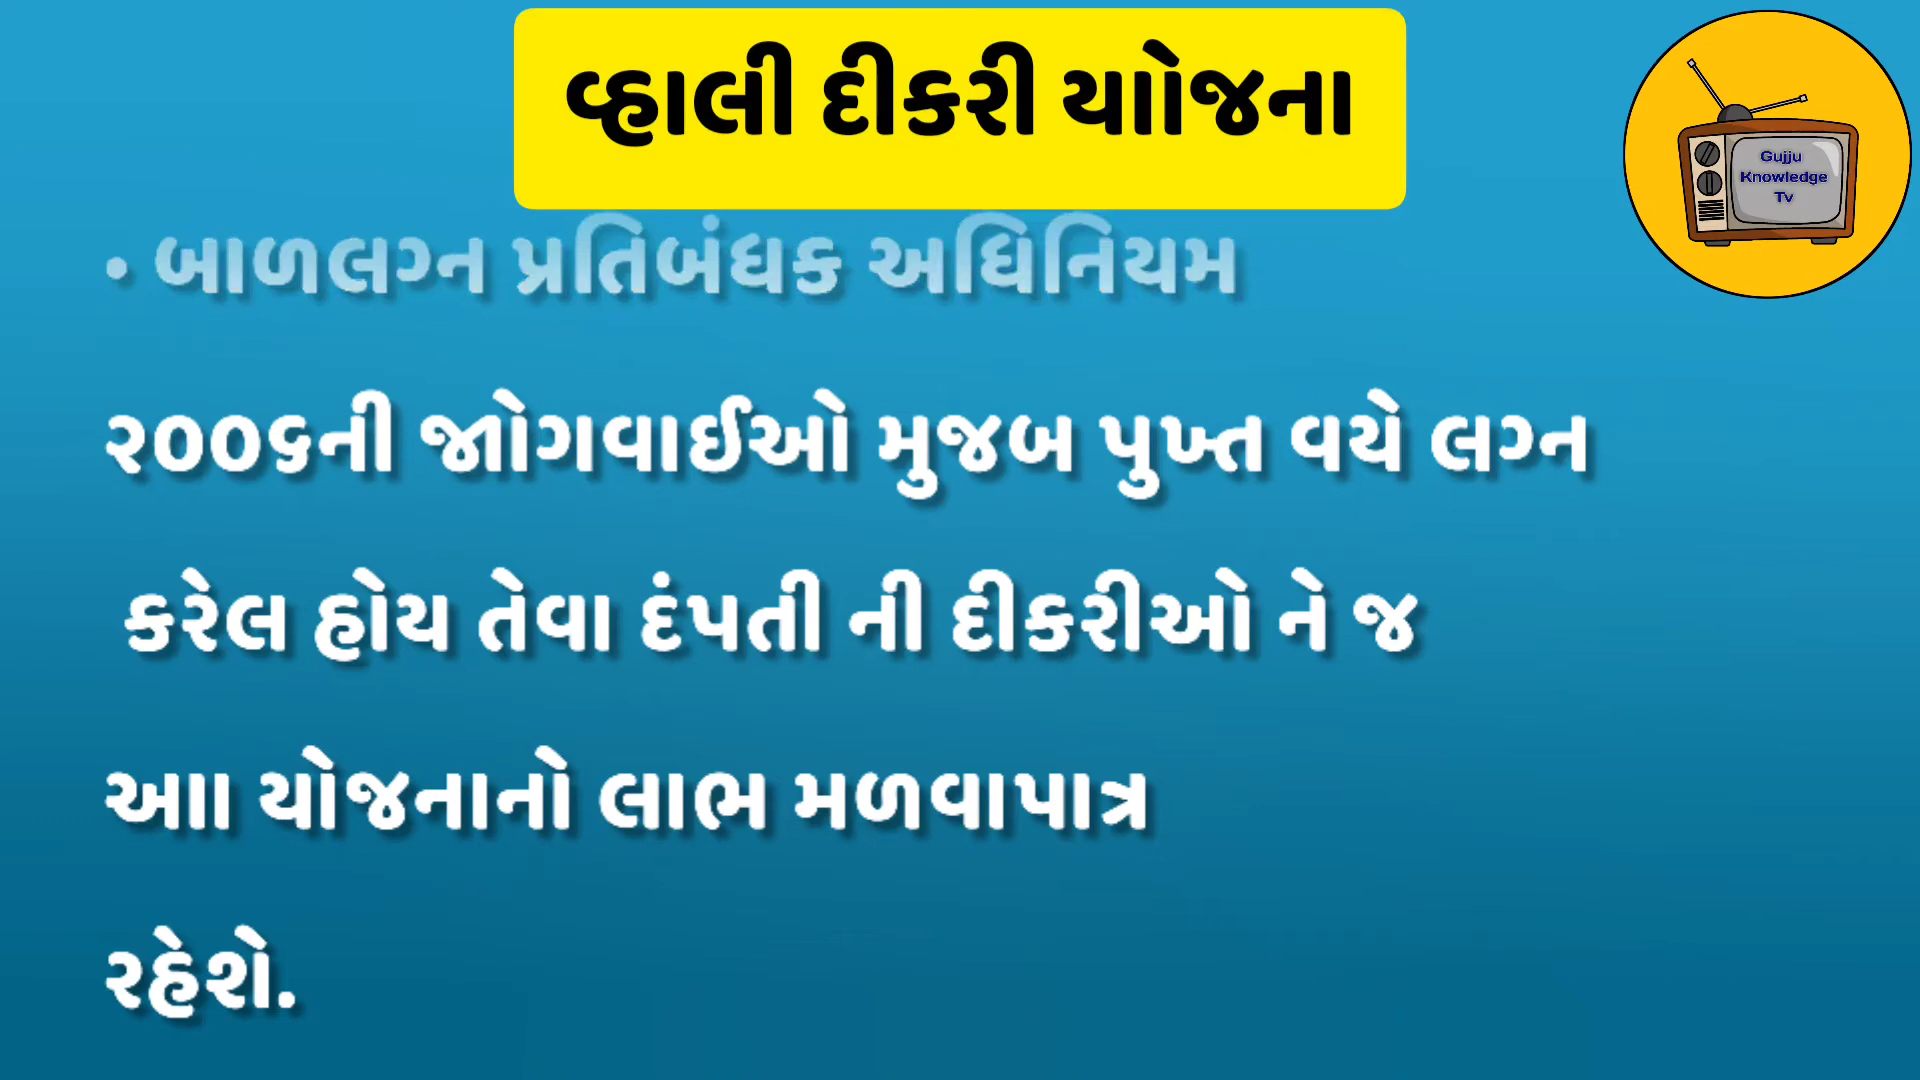 વ્હાલી દીકરી યાોજના
Gujju
Knowledge
Tv
• બાળલગ્ન પ્રતિબંધક અધિનિયમ
૨૦૦૬ની જાોગવાઈઓ મુજબ પુખ્ત વયે લગ્ન
કરેલ હોય તેવા દંપતી ની દીકરીઓ ને જ
આા યોજનાનો લાભ મળવાપાત્ર
રહેશે.